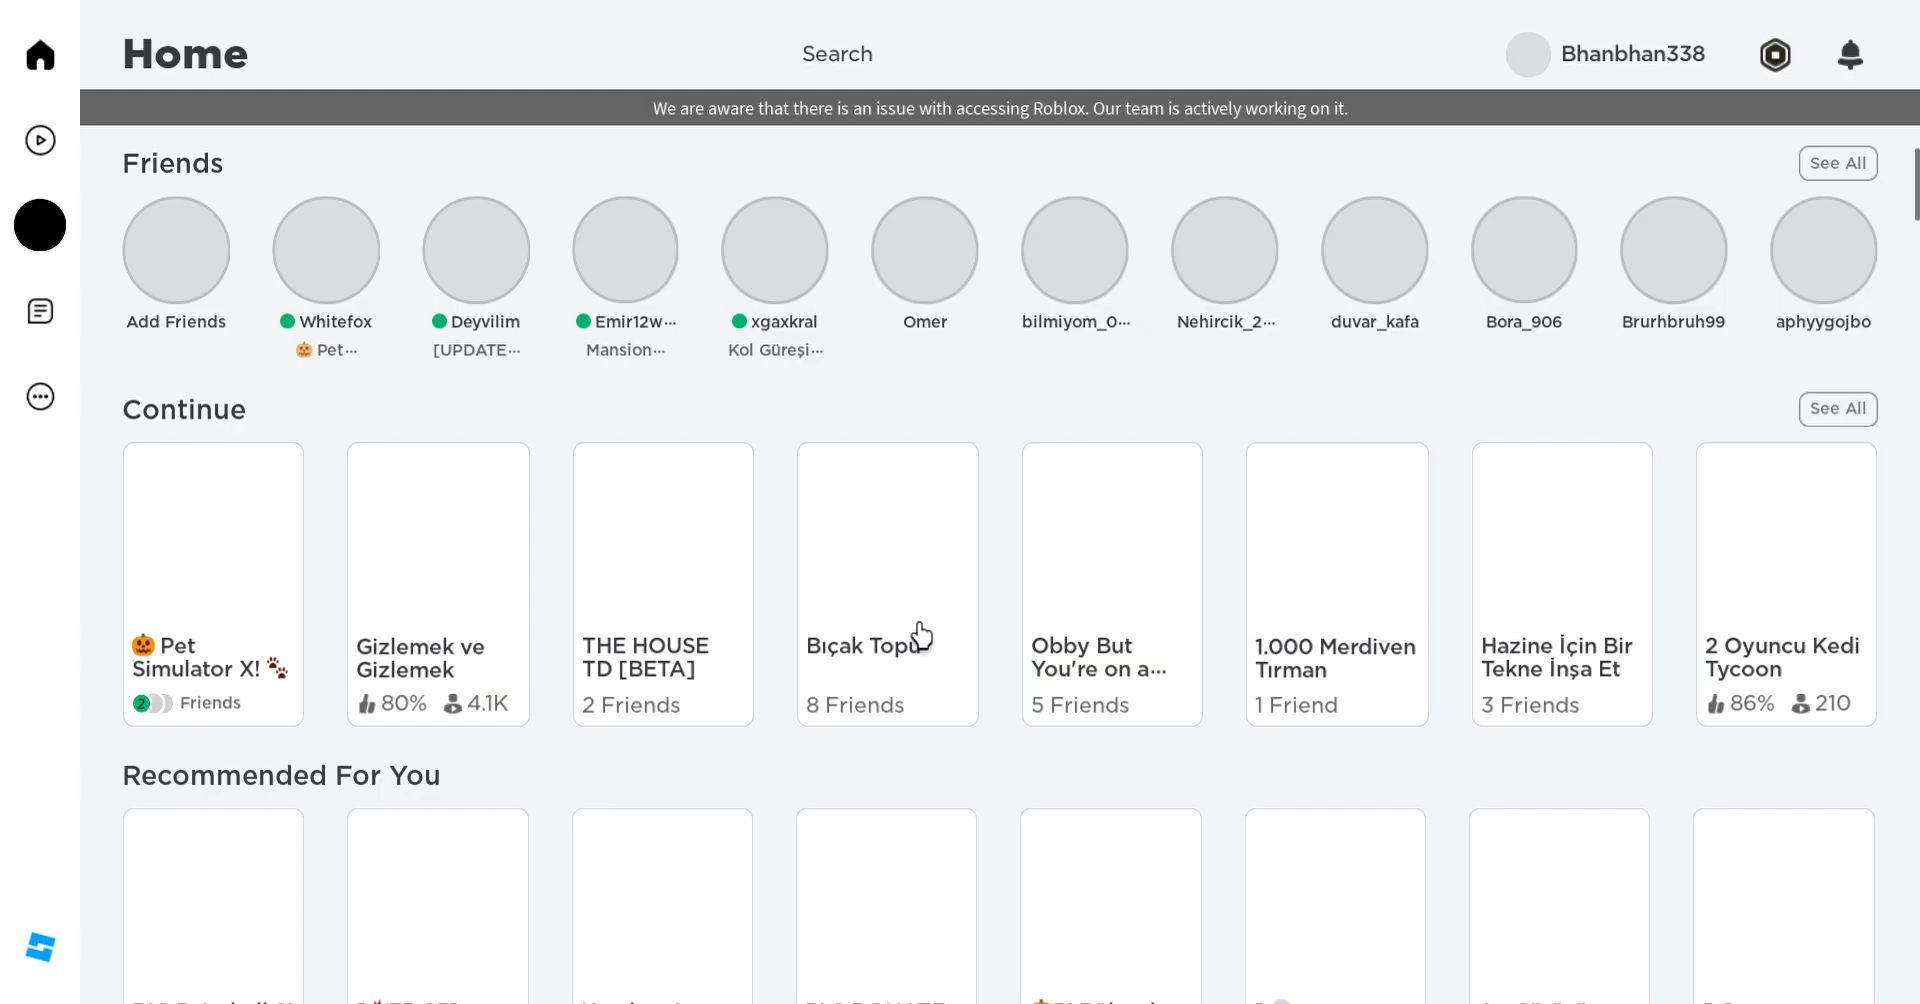 Home
Search
Bhanbhan338
We are aware that there is an issue with accessing Roblox. Our team is actively working on it.
Friends
See All
Add Friends
Whitefox
🎃 Pet...
Deyvilim
[UPDATE...
Emir12w...
Mansion...
xgaxkral
Kol Güreşi...
Omer
bilmiyom_0...
Nehircik_2...
duvar_kafa
Bora_906
Brurhbruh99
aphyygojbo
Continue
See All
🎃 Pet
Simulator X! 🐾
2 Friends
Gizlemek ve
Gizlemek
80% 4.1K
THE HOUSE
TD [BETA]
2 Friends
Bıçak Topu
8 Friends
Obby But
You're on a...
5 Friends
1.000 Merdiven
Tırman
1 Friend
Hazine İçin Bir
Tekne İnşa Et
3 Friends
2 Oyuncu Kedi
Tycoon
86% 210
Recommended For You